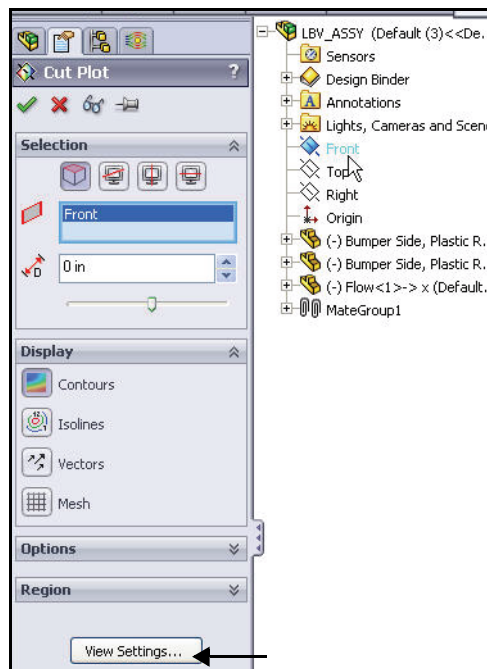 Cut Plot ?
Selection
Front
D 0 in
Display
Contours
Isolines
Vectors
Mesh
Options
Region
View Settings...
LBV_ASSY (Default (3)<<De.
Sensors
Design Binder
A Annotations
Lights, Cameras and Scene
Front
Top
Right
Origin
(-) Bumper Side, Plastic R.
(-) Bumper Side, Plastic R.
(-) Flow<1>-> x (Default.
MateGroup1